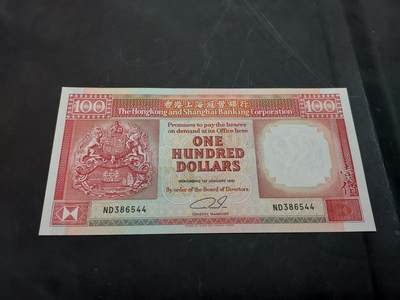 100 香港上海滙豐銀行 100
The Hongkong and Shanghai Banking Corporation
Promises to pay the bearer
on demand at its Office here
ONE
HUNDRED
DOLLARS
By order of the Board of Directors
ND386544 ND386544